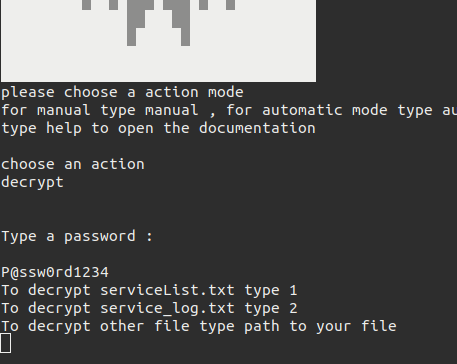 please choose a action mode
for manual type manual , for automatic mode type au
type help to open the documentation
choose an action
decrypt
Type a password :
P@ssw0rd1234
To decrypt serviceList.txt type 1
To decrypt service_log.txt type 2
To decrypt other file type path to your file